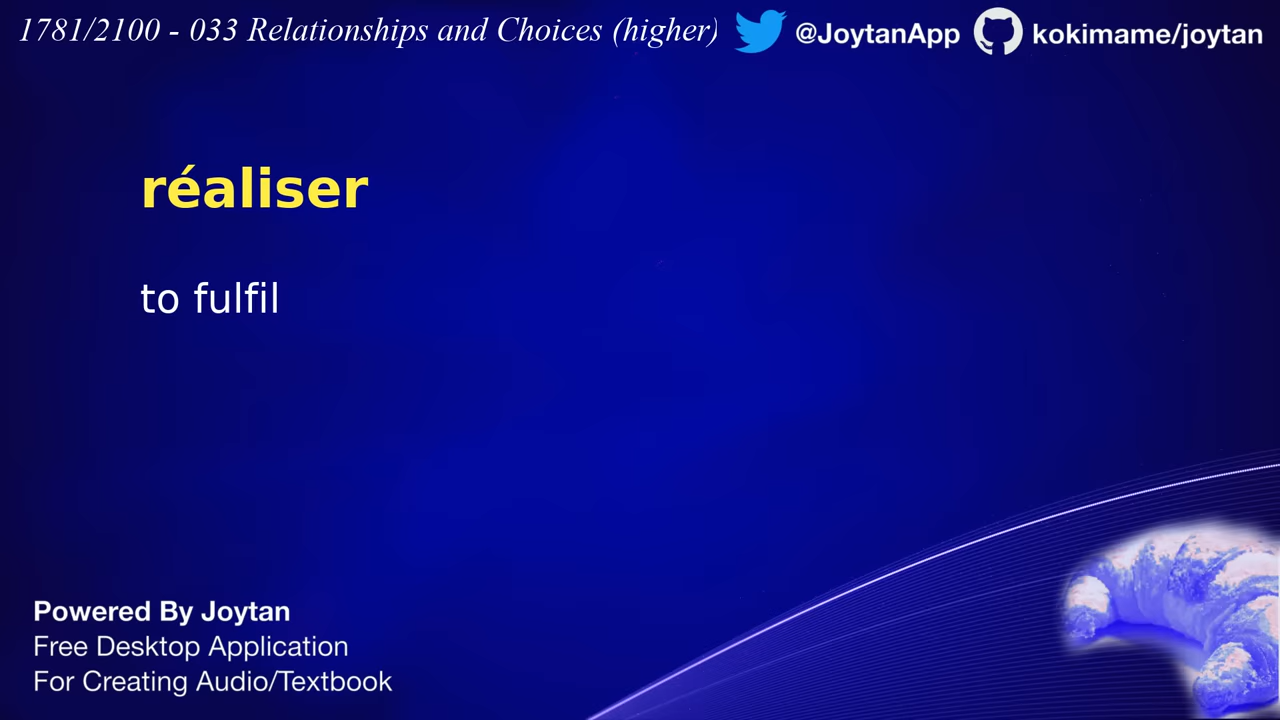 1781/2100 - 033 Relationships and Choices (higher)
@JoytanApp
kokimame/joytan
réaliser
to fulfil
Powered By Joytan
Free Desktop Application
For Creating Audio/Textbook